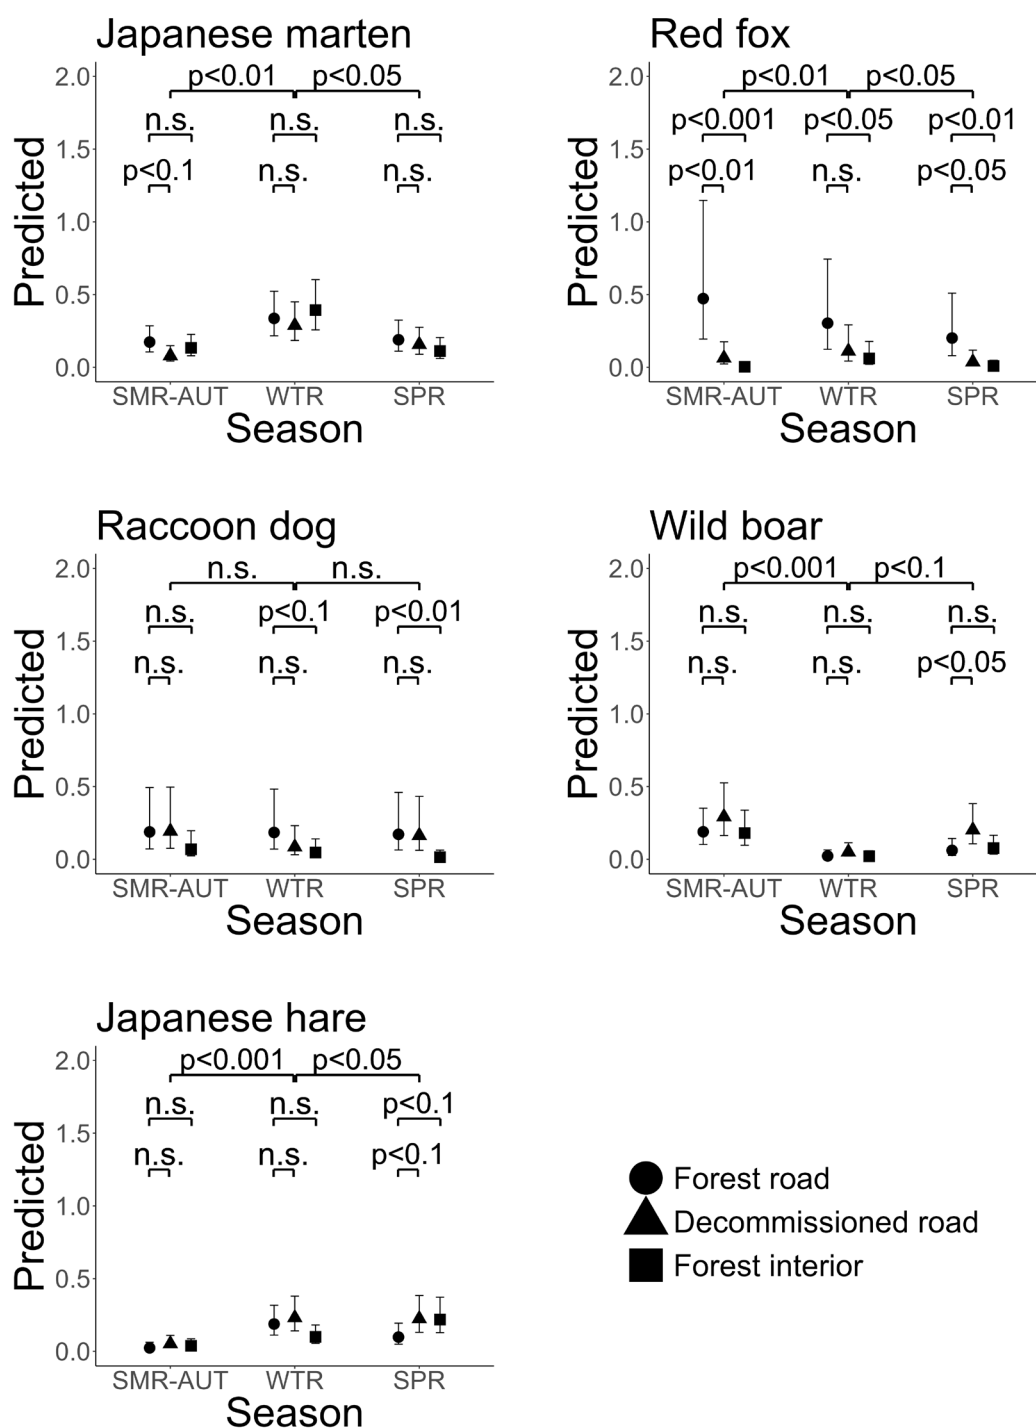 Japanese marten
p<0.01 p<0.05
n.s. n.s. n.s.
p<0.1 n.s. n.s.
2.0
1.5
1.0
0.5
0.0
Predicted
SMR-AUT WTR SPR
Season
Red fox
p<0.01 p<0.05
p<0.001 p<0.05 p<0.01
p<0.01 n.s. p<0.05
2.0
1.5
1.0
0.5
0.0
Predicted
SMR-AUT WTR SPR
Season
Raccoon dog
n.s. n.s.
n.s. p<0.1 p<0.01
n.s. n.s. n.s.
2.0
1.5
1.0
0.5
0.0
Predicted
SMR-AUT WTR SPR
Season
Wild boar
p<0.001 p<0.1
n.s. n.s. n.s.
n.s. n.s. p<0.05
2.0
1.5
1.0
0.5
0.0
Predicted
SMR-AUT WTR SPR
Season
Japanese hare
p<0.001 p<0.05
n.s. n.s. p<0.1
n.s. n.s. p<0.1
2.0
1.5
1.0
0.5
0.0
Predicted
SMR-AUT WTR SPR
Season
Forest road
Decommissioned road
Forest interior